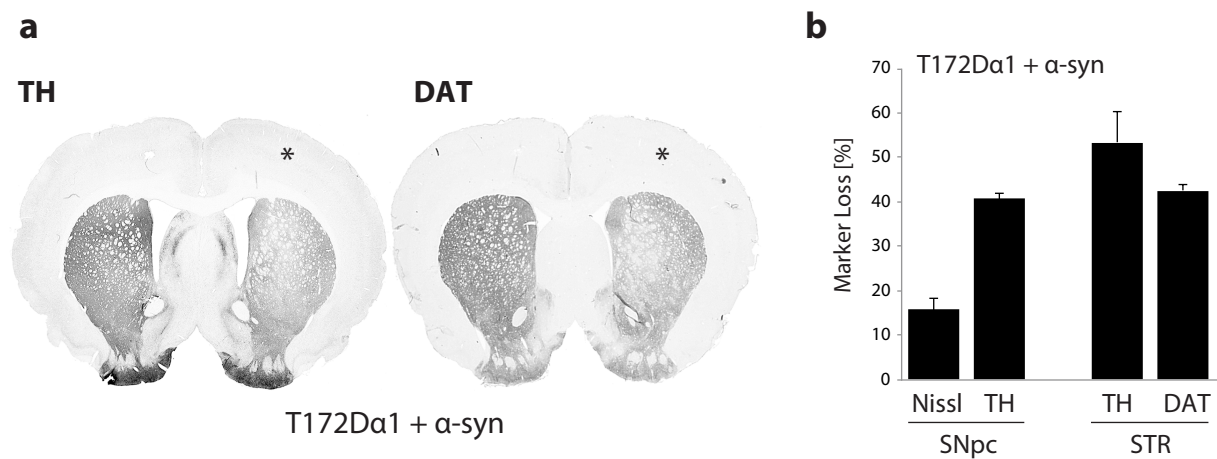 a
TH
DAT
*
*
T172Dα1 + α-syn
b
T172Dα1 + α-syn
Marker Loss [%]
70
60
50
40
30
20
10
0
Nissl TH TH DAT
SNpc STR